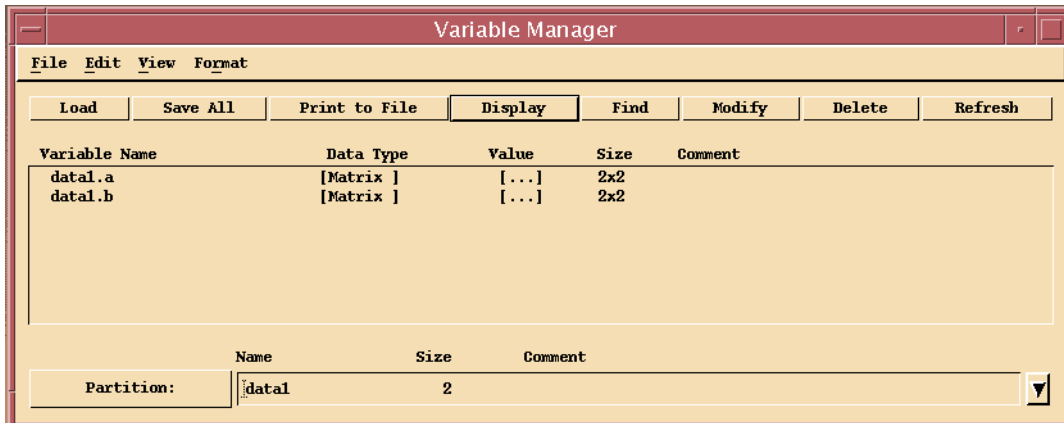 Variable Manager
File Edit View Format
Load Save All Print to File Display Find Modify Delete Refresh
Variable Name Data Type Value Size Comment
data1.a [Matrix ] [...] 2x2
data1.b [Matrix ] [...] 2x2
Name Size Comment
Partition: data1 2